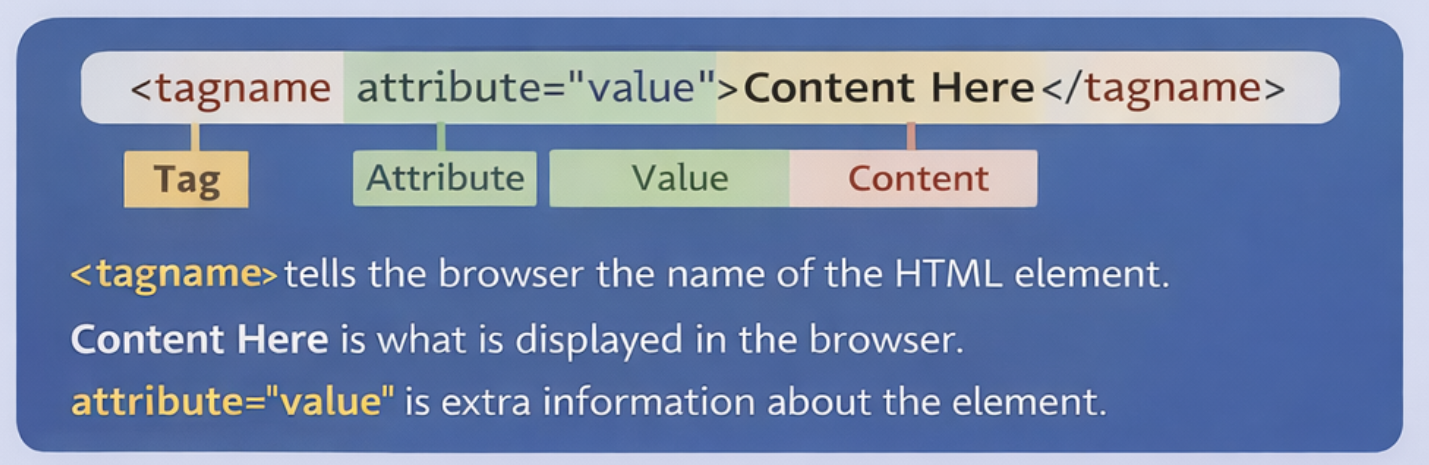 <tagname attribute="value">Content Here</tagname>
Tag Attribute Value Content
<tagname> tells the browser the name of the HTML element.
Content Here is what is displayed in the browser.
attribute="value" is extra information about the element.